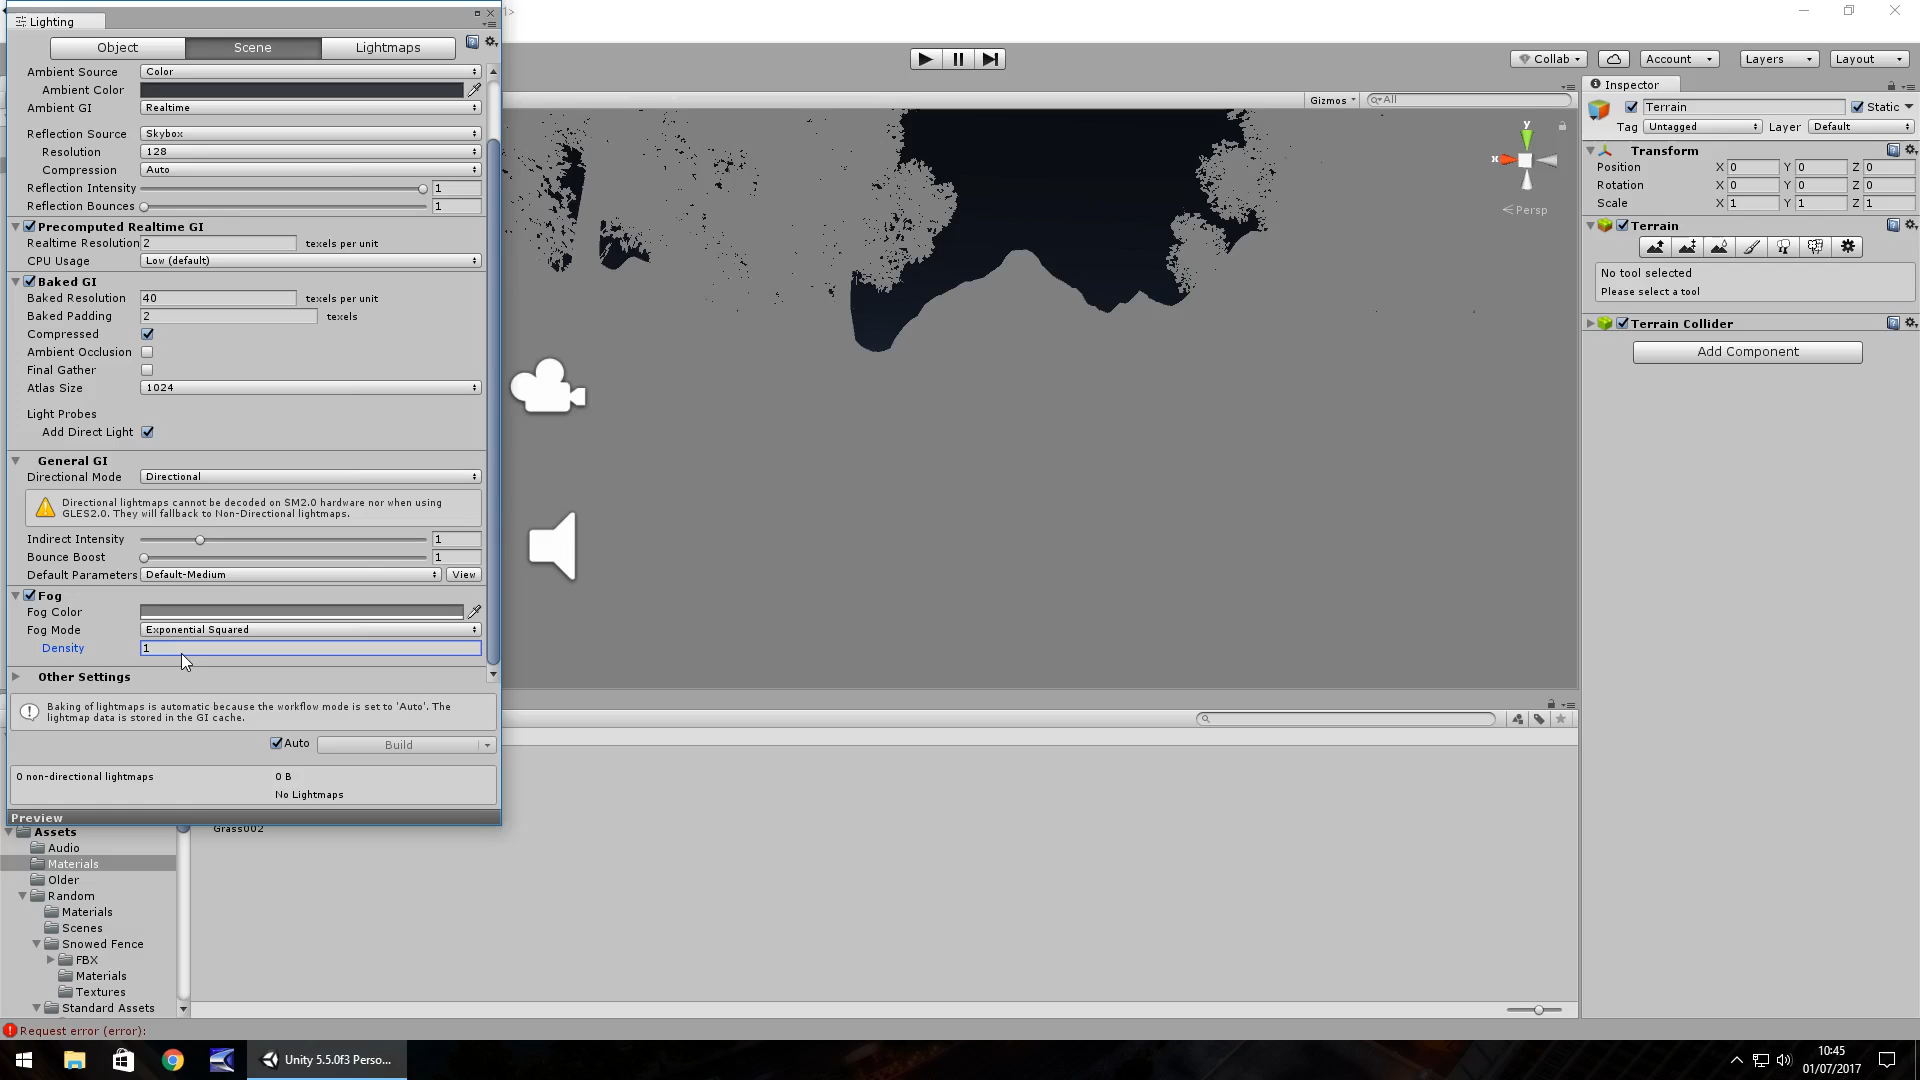 Lighting
1>
Object
Scene
Lightmaps
Ambient Source
Color
Ambient Color
Ambient GI
Realtime
Reflection Source
Skybox
Resolution
128
Compression
Auto
Reflection Intensity
1
Reflection Bounces
1
Precomputed Realtime GI
Realtime Resolution
2
texels per unit
CPU Usage
Low (default)
Baked GI
Baked Resolution
40
texels per unit
Baked Padding
2
texels
Compressed
Ambient Occlusion
Final Gather
Atlas Size
1024
Light Probes
Add Direct Light
General GI
Directional Mode
Directional
Directional lightmaps cannot be decoded on SM2.0 hardware nor when using
GLES2.0. They will fallback to Non-Directional lightmaps.
Indirect Intensity
1
Bounce Boost
1
Default Parameters
Default-Medium
View
Fog
Fog Color
Fog Mode
Exponential Squared
Density
1
Other Settings
Baking of lightmaps is automatic because the workflow mode is set to 'Auto'. The
lightmap data is stored in the GI cache.
Auto
Build
0 non-directional lightmaps
0 B
No Lightmaps
Preview
Assets
Audio
Materials
Older
Random
Materials
Scenes
Snowed Fence
FBX
Materials
Textures
Standard Assets
Grass002
Request error (error):
Gizmos
All
y
x
Persp
Collab
Account
Layers
Layout
Inspector
Terrain
Static
Tag
Untagged
Layer
Default
Transform
Position
X 0
Y 0
Z 0
Rotation
X 0
Y 0
Z 0
Scale
X 1
Y 1
Z 1
Terrain
No tool selected
Please select a tool
Terrain Collider
Add Component
Unity 5.5.0f3 Perso...
10:45
01/07/2017